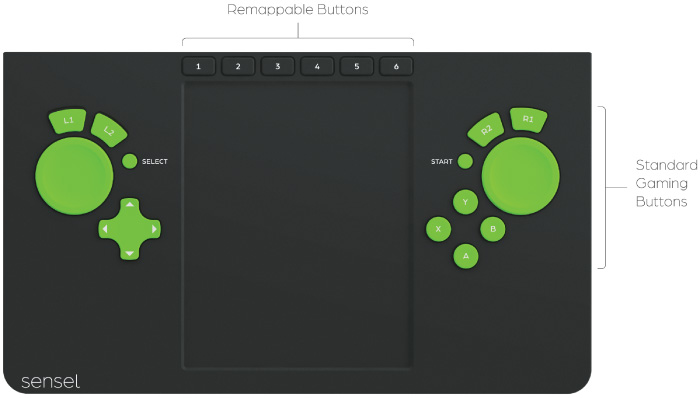 Remappable Buttons
1 2 3 4 5 6
L1 L2 R2 R1
SELECT START
Y
X B
A
Standard
Gaming
Buttons
sensel